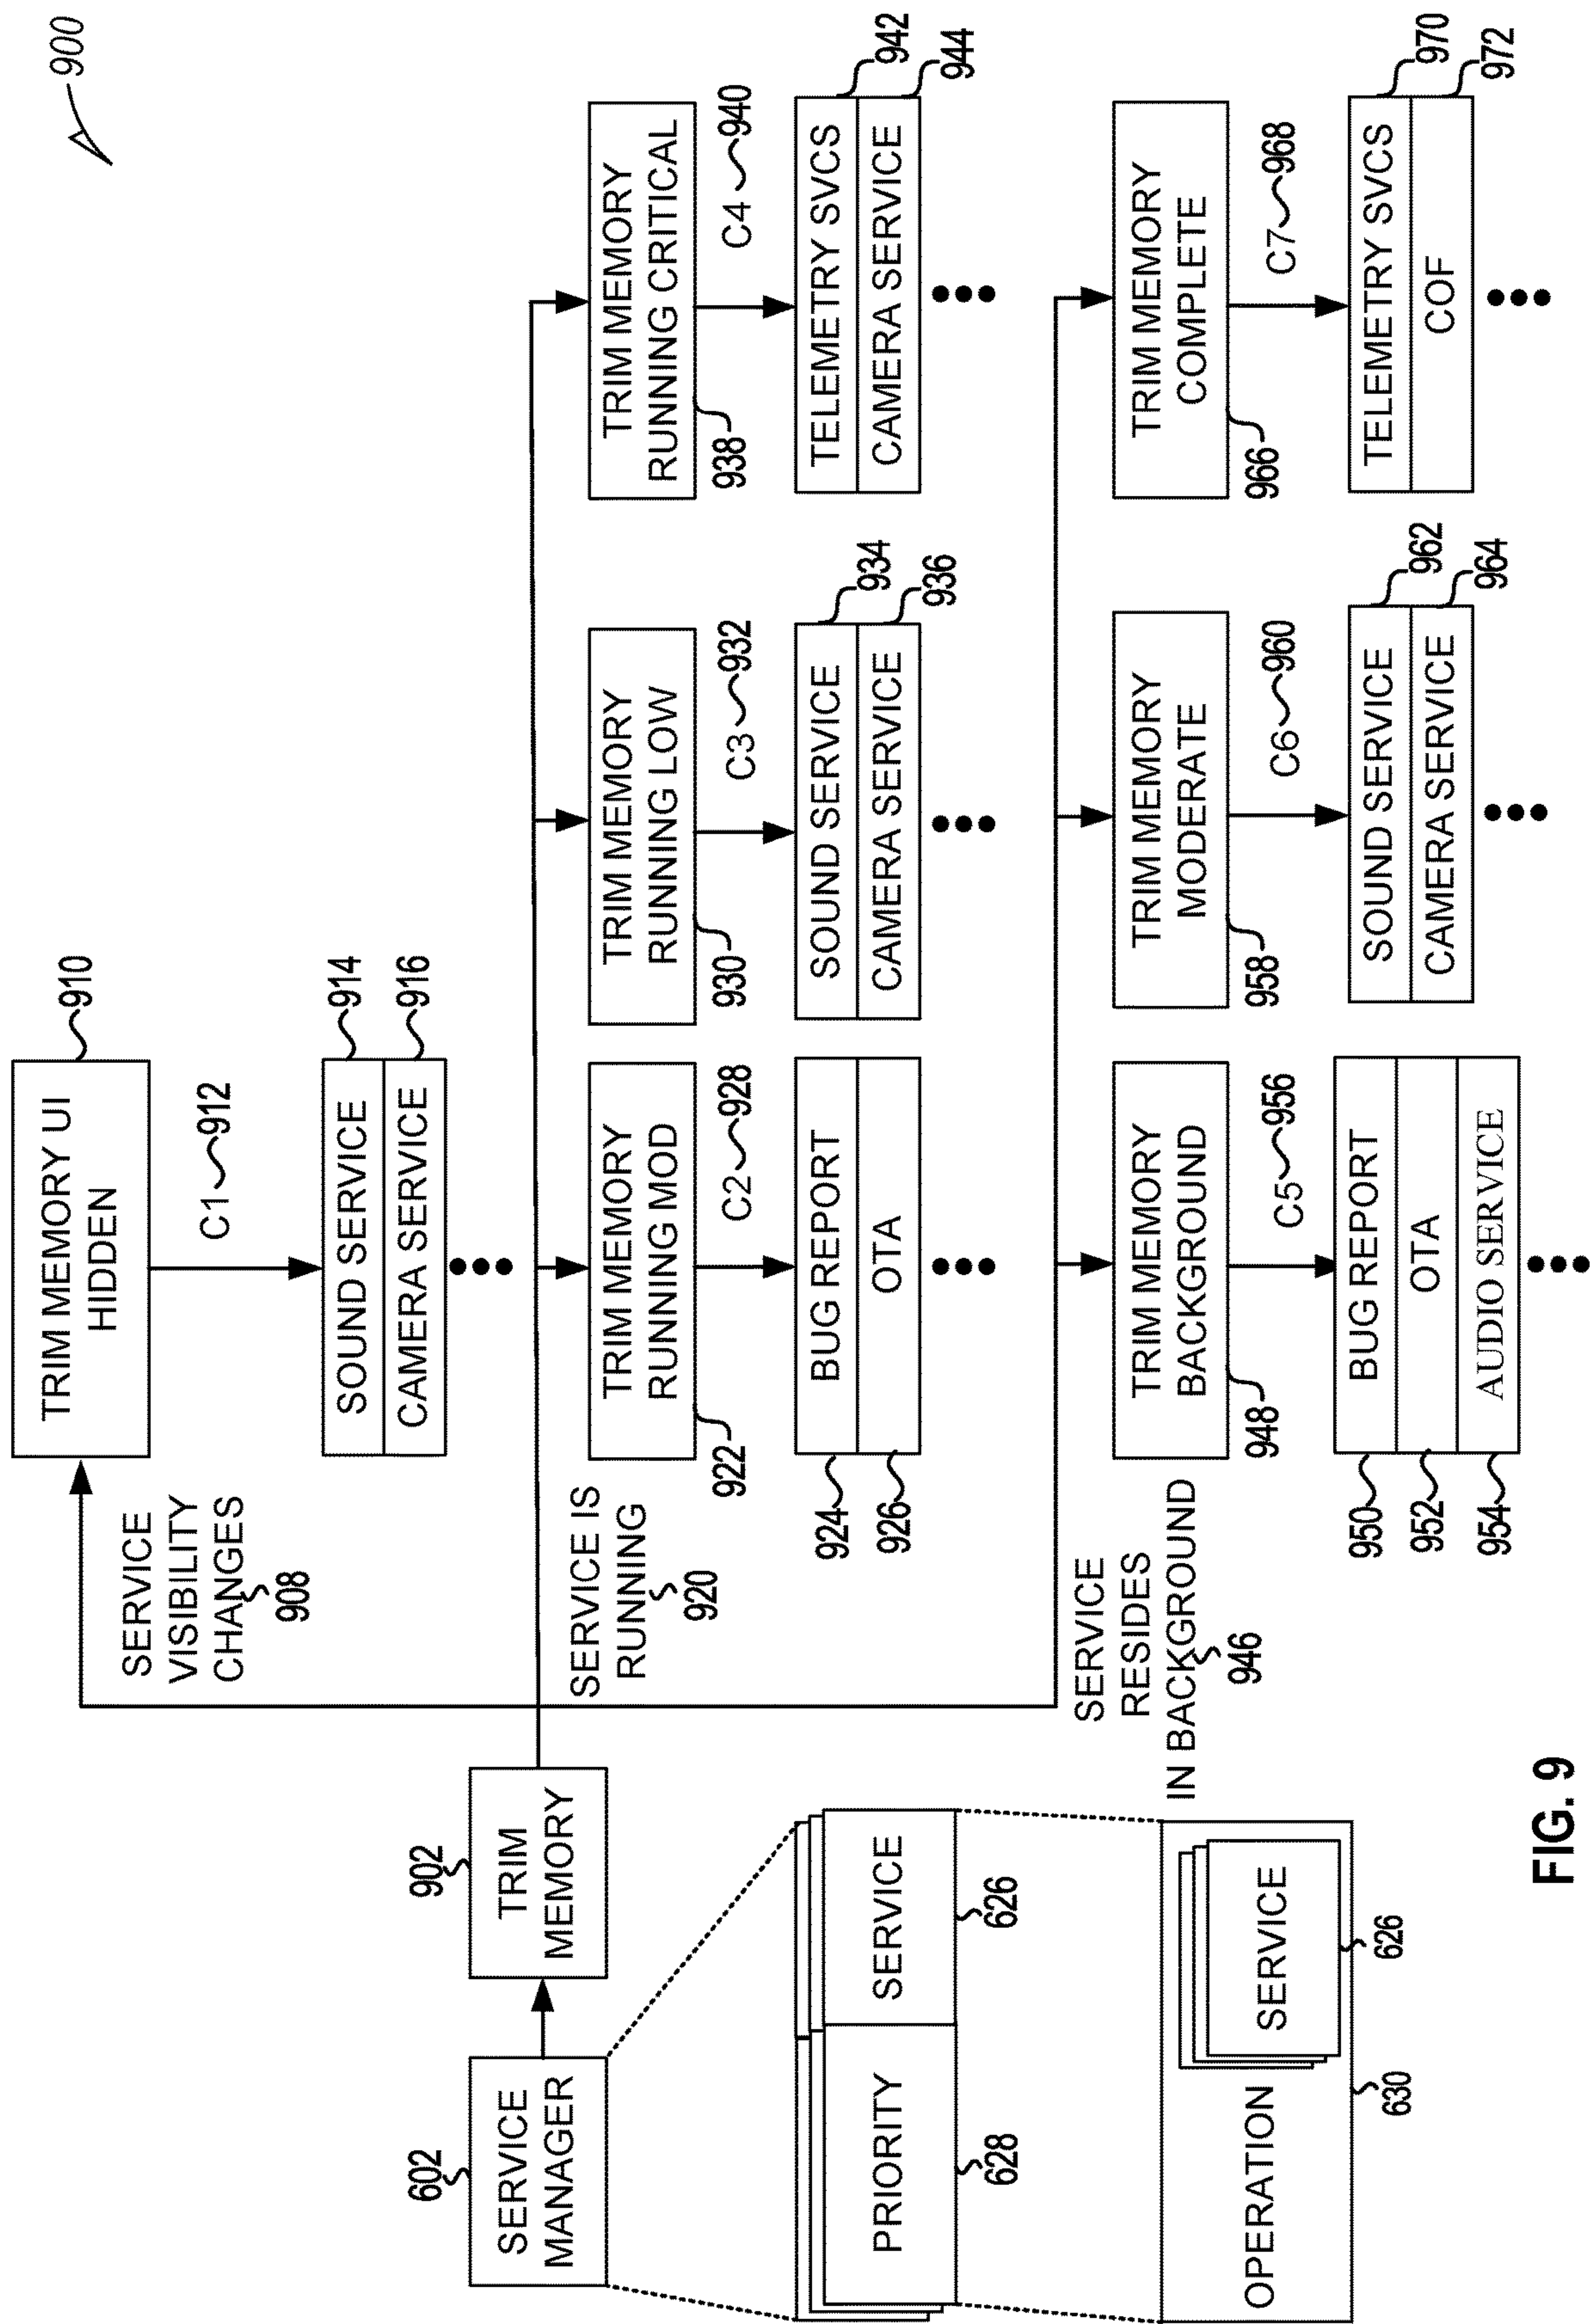 900
TRIM MEMORY UI
HIDDEN
910
SERVICE
VISIBILITY
CHANGES
908
C1
912
SOUND SERVICE
914
CAMERA SERVICE
916
602
SERVICE
MANAGER
902
TRIM
MEMORY
SERVICE IS
RUNNING
920
TRIM MEMORY
RUNNING MOD
922
C2
928
BUG REPORT
924
OTA
926
TRIM MEMORY
RUNNING LOW
930
C3
932
SOUND SERVICE
934
CAMERA SERVICE
936
TRIM MEMORY
RUNNING CRITICAL
938
C4
940
TELEMETRY SVCS
942
CAMERA SERVICE
944
PRIORITY
628
SERVICE
626
OPERATION
630
SERVICE
626
SERVICE
RESIDES
IN BACKGROUND
946
TRIM MEMORY
BACKGROUND
948
C5
956
BUG REPORT
950
OTA
952
AUDIO SERVICE
954
TRIM MEMORY
MODERATE
958
C6
960
SOUND SERVICE
962
CAMERA SERVICE
964
TRIM MEMORY
COMPLETE
966
C7
968
TELEMETRY SVCS
970
COF
972
FIG. 9